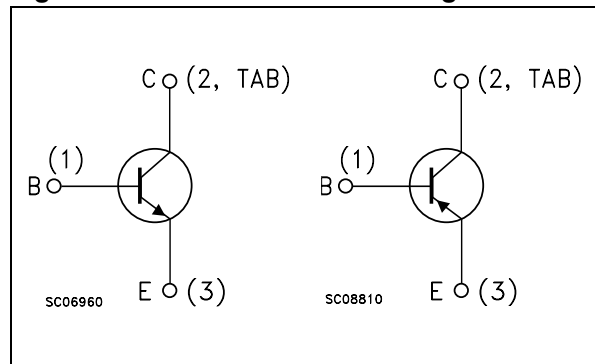 C (2, TAB)
(1)
B
E (3)
SC06960
C (2, TAB)
(1)
B
E (3)
SC08810